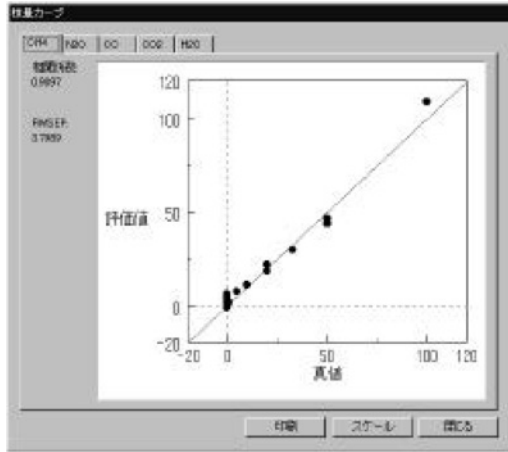 検量カーブ
CH4 N2O CO CO2 H2O
相関係数:
0.9897
RMSEP:
3.7989
120
100
評価値 50
0
-20
-20 0 50 100 120
真値
印刷 スケール 閉じる